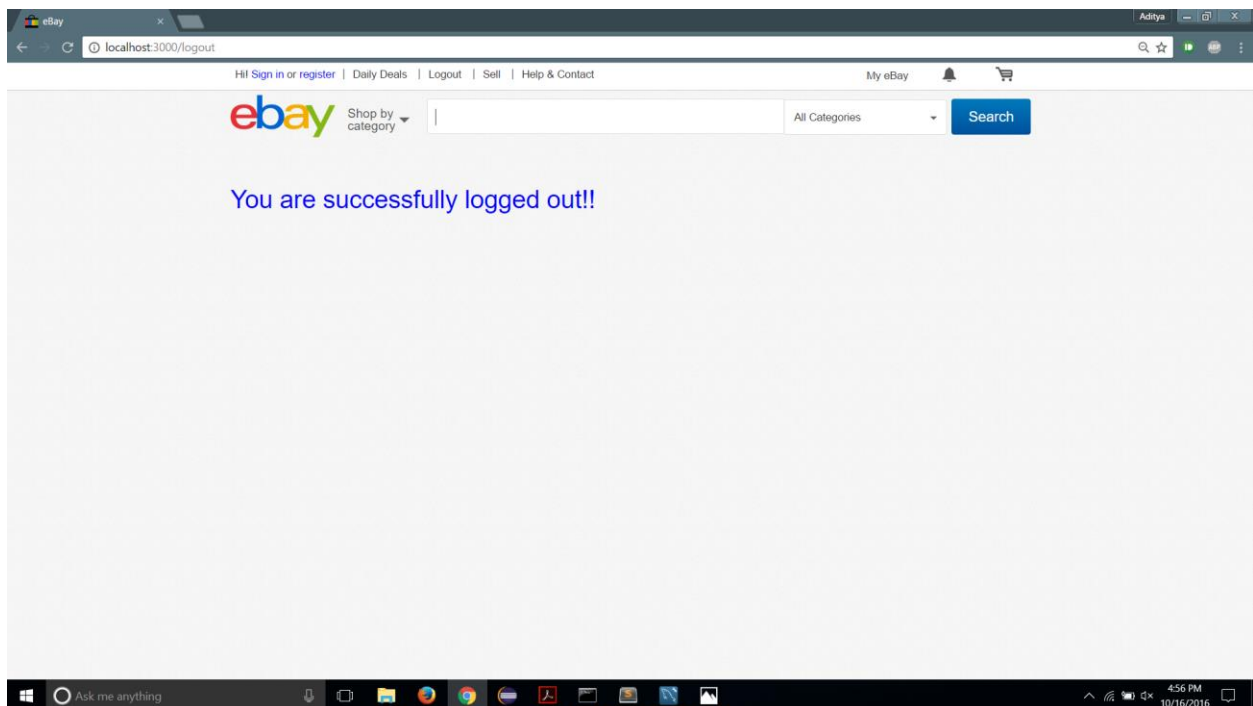 eBay
Aditya
localhost:3000/logout
Hi! Sign in or register | Daily Deals | Logout | Sell | Help & Contact
My eBay
ebay
Shop by category
All Categories
Search
You are successfully logged out!!
Ask me anything
4:56 PM
10/16/2016